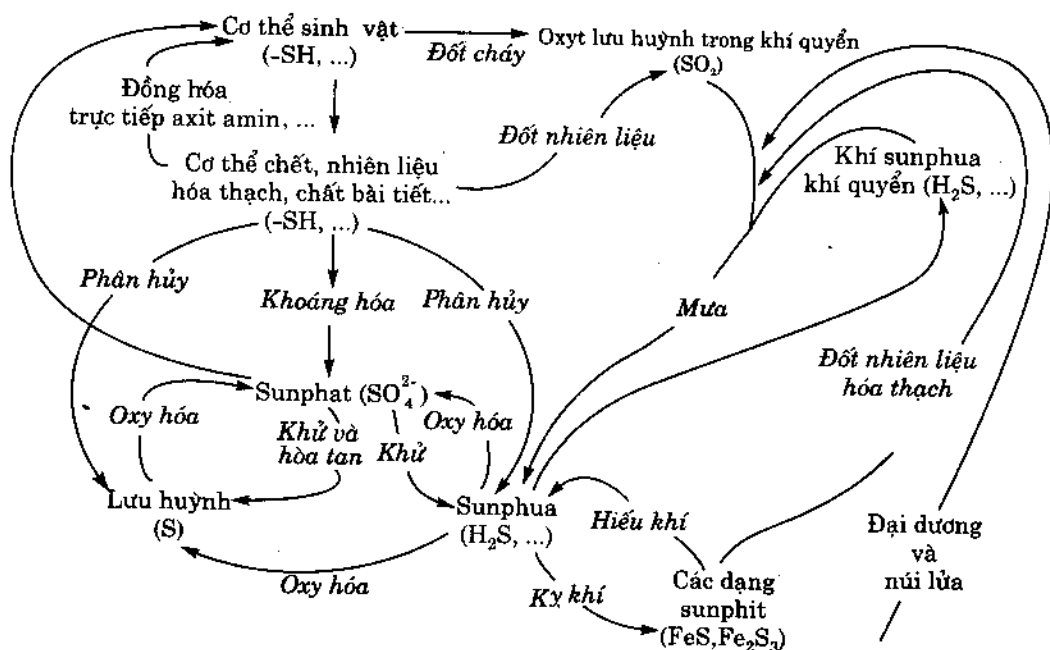 Cơ thể sinh vật
(-SH, ...)
Đốt cháy
Oxyt lưu huỳnh trong khí quyển
(SO₂)
Đồng hóa
trực tiếp axit amin, ...
Đốt nhiên liệu
Cơ thể chết, nhiên liệu
hóa thạch, chất bài tiết...
(-SH, ...)
Khí sunphua
khí quyển (H₂S, ...)
Phân hủy
Khoáng hóa
Phân hủy
Mưa
Đốt nhiên liệu
hóa thạch
Sunphat (SO₄²⁻)
Oxy hóa
Khử và
hòa tan
Khử
Oxy hóa
Lưu huỳnh
(S)
Sunphua
(H₂S, ...)
Hiếu khí
Đại dương
và
núi lửa
Oxy hóa
Kỵ khí
Các dạng
sunphit
(FeS,Fe₂S₃)